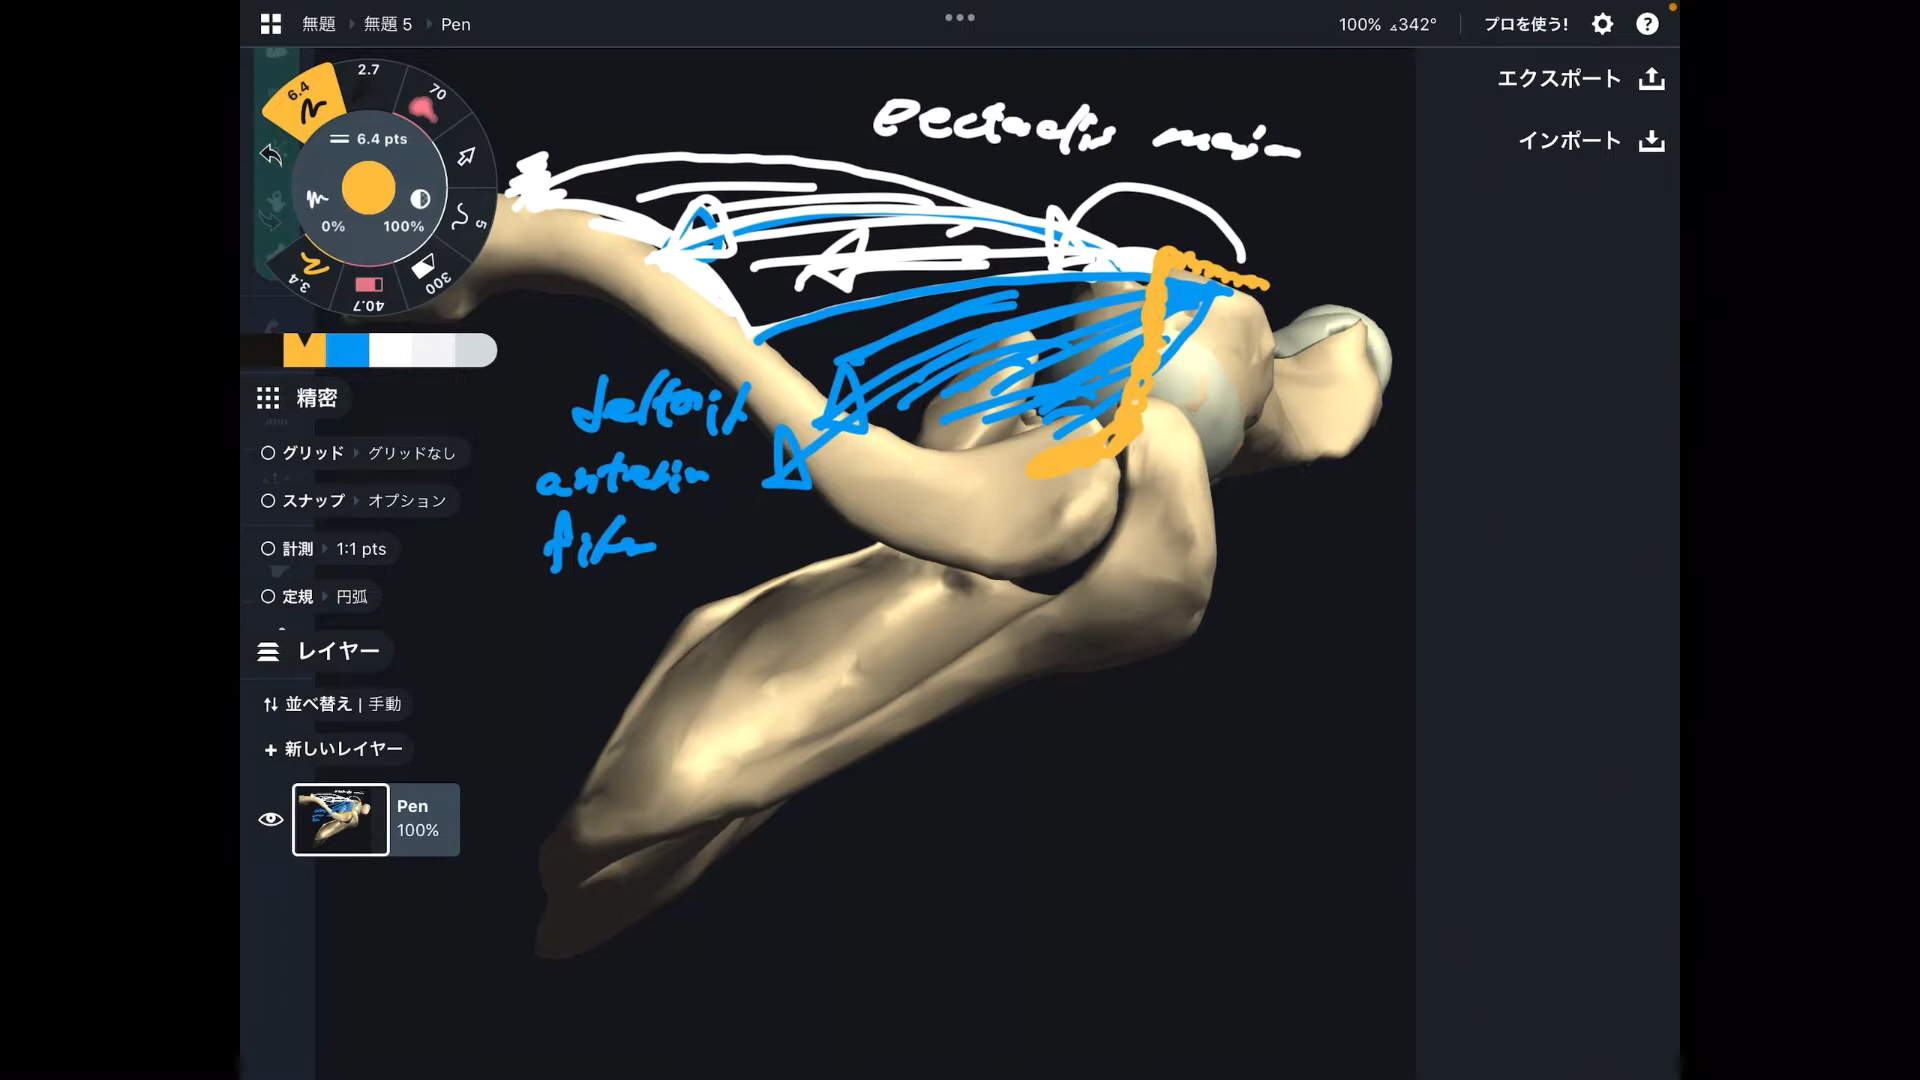 無題 無題 5 Pen
100% 342°
プロを使う!
エクスポート
インポート
2.7
6.4
70
6.4 pts
5
0% 100%
3.4
40.7
300
精密
グリッド グリッドなし
スナップ オプション
計測 1:1 pts
定規 円弧
レイヤー
並べ替え | 手動
新しいレイヤー
Pen
100%
deltoid